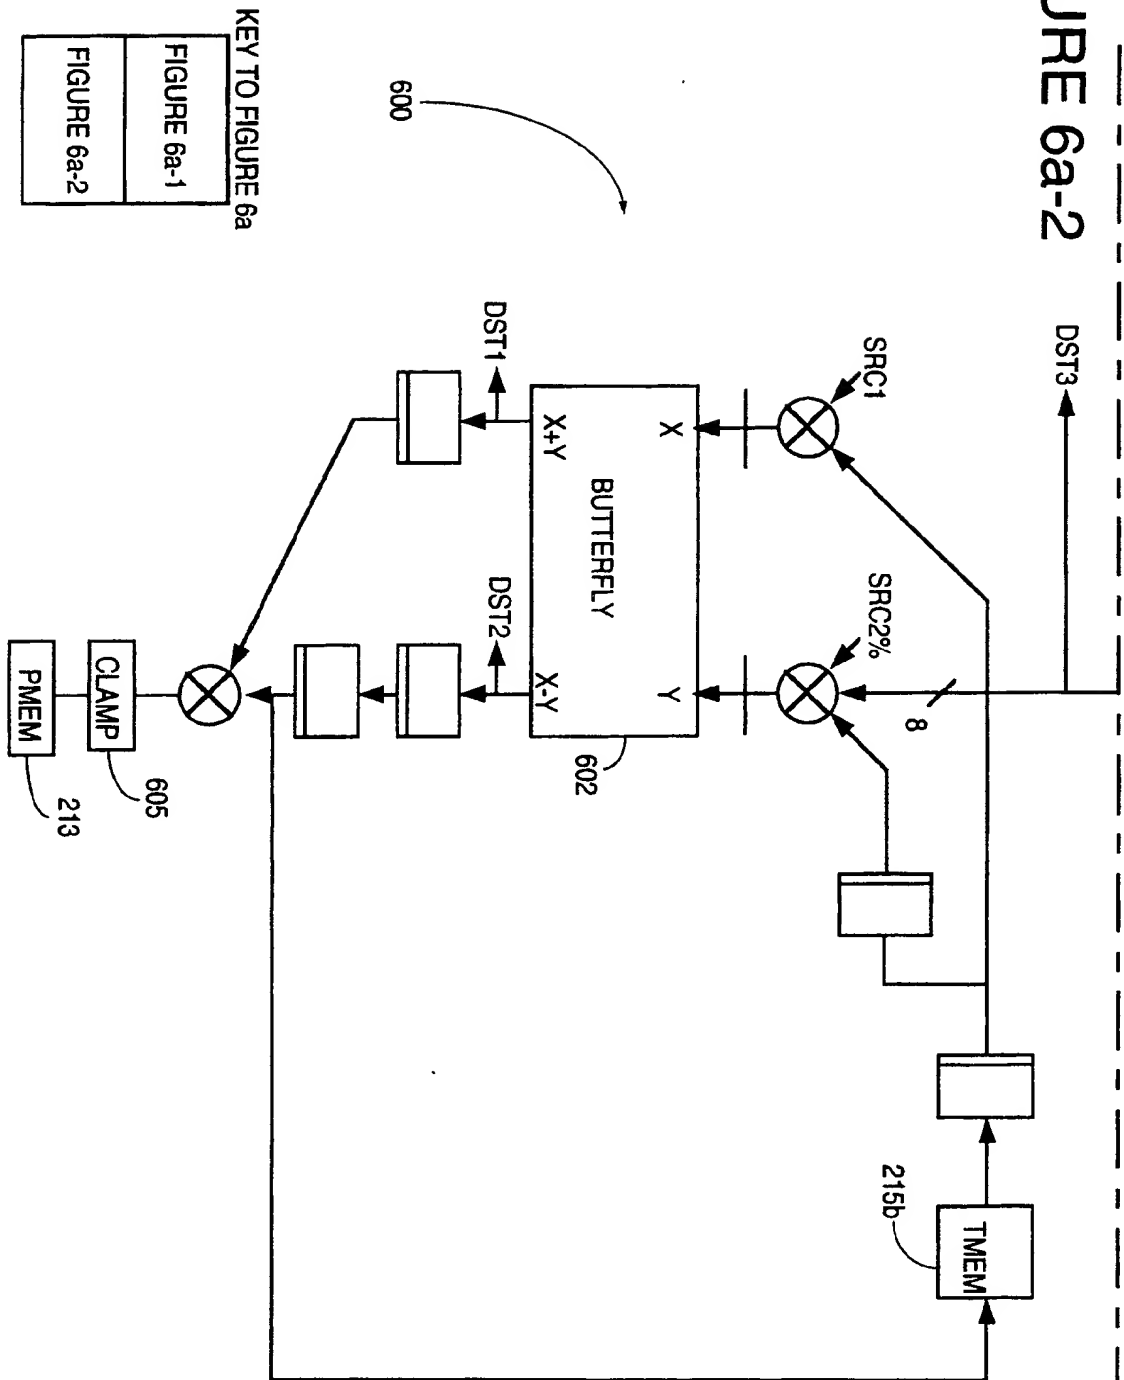 URE 6a-2
DST3
SRC1
SRC2%
8
X
Y
BUTTERFLY
X+Y
X-Y
602
DST1
DST2
TMEM
215b
CLAMP
605
PMEM
213
600
KEY TO FIGURE 6a
FIGURE 6a-1
FIGURE 6a-2